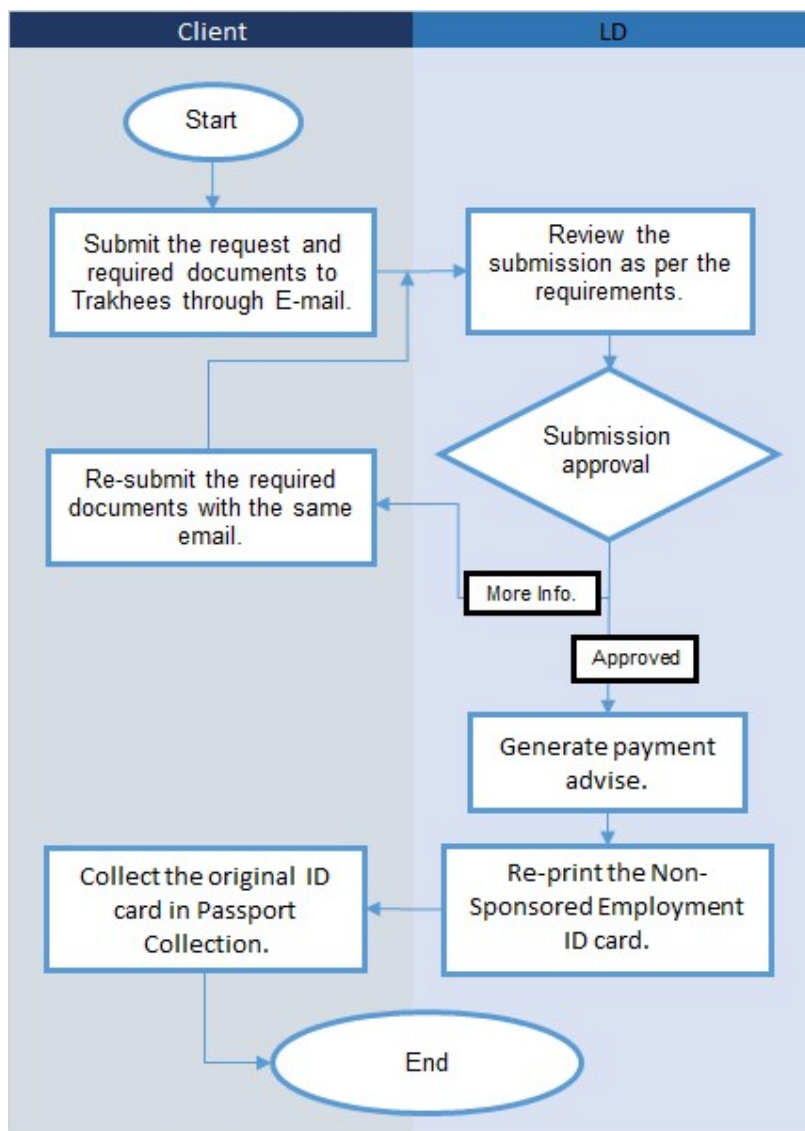 Client
LD
Start
Submit the request and
required documents to
Trakhees through E-mail.
Review the
submission as per the
requirements.
Submission
approval
Re-submit the required
documents with the same
email.
More Info.
Approved
Generate payment
advise.
Re-print the Non-
Sponsored Employment
ID card.
Collect the original ID
card in Passport
Collection.
End